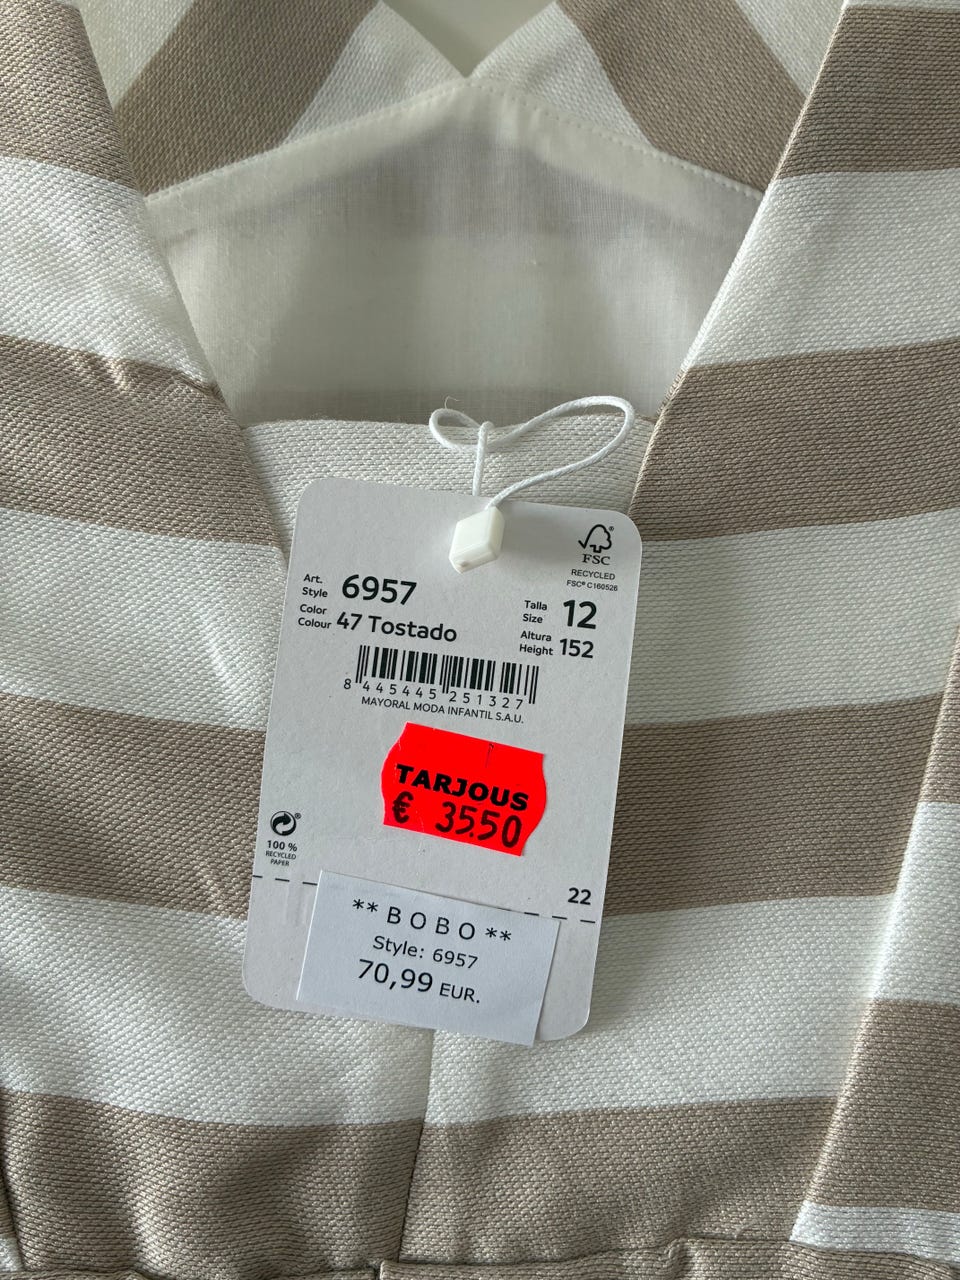 FSC®
RECYCLED
FSC® C160526
Art.
Style 6957
Color
Colour 47 Tostado
Talla
Size 12
Altura
Height 152
8 445445 251327
MAYORAL MODA INFANTIL S.A.U.
TARJOUS
€ 35.50
®
100 %
RECYCLED
PAPER
22
** B O B O **
Style: 6957
70,99 EUR.